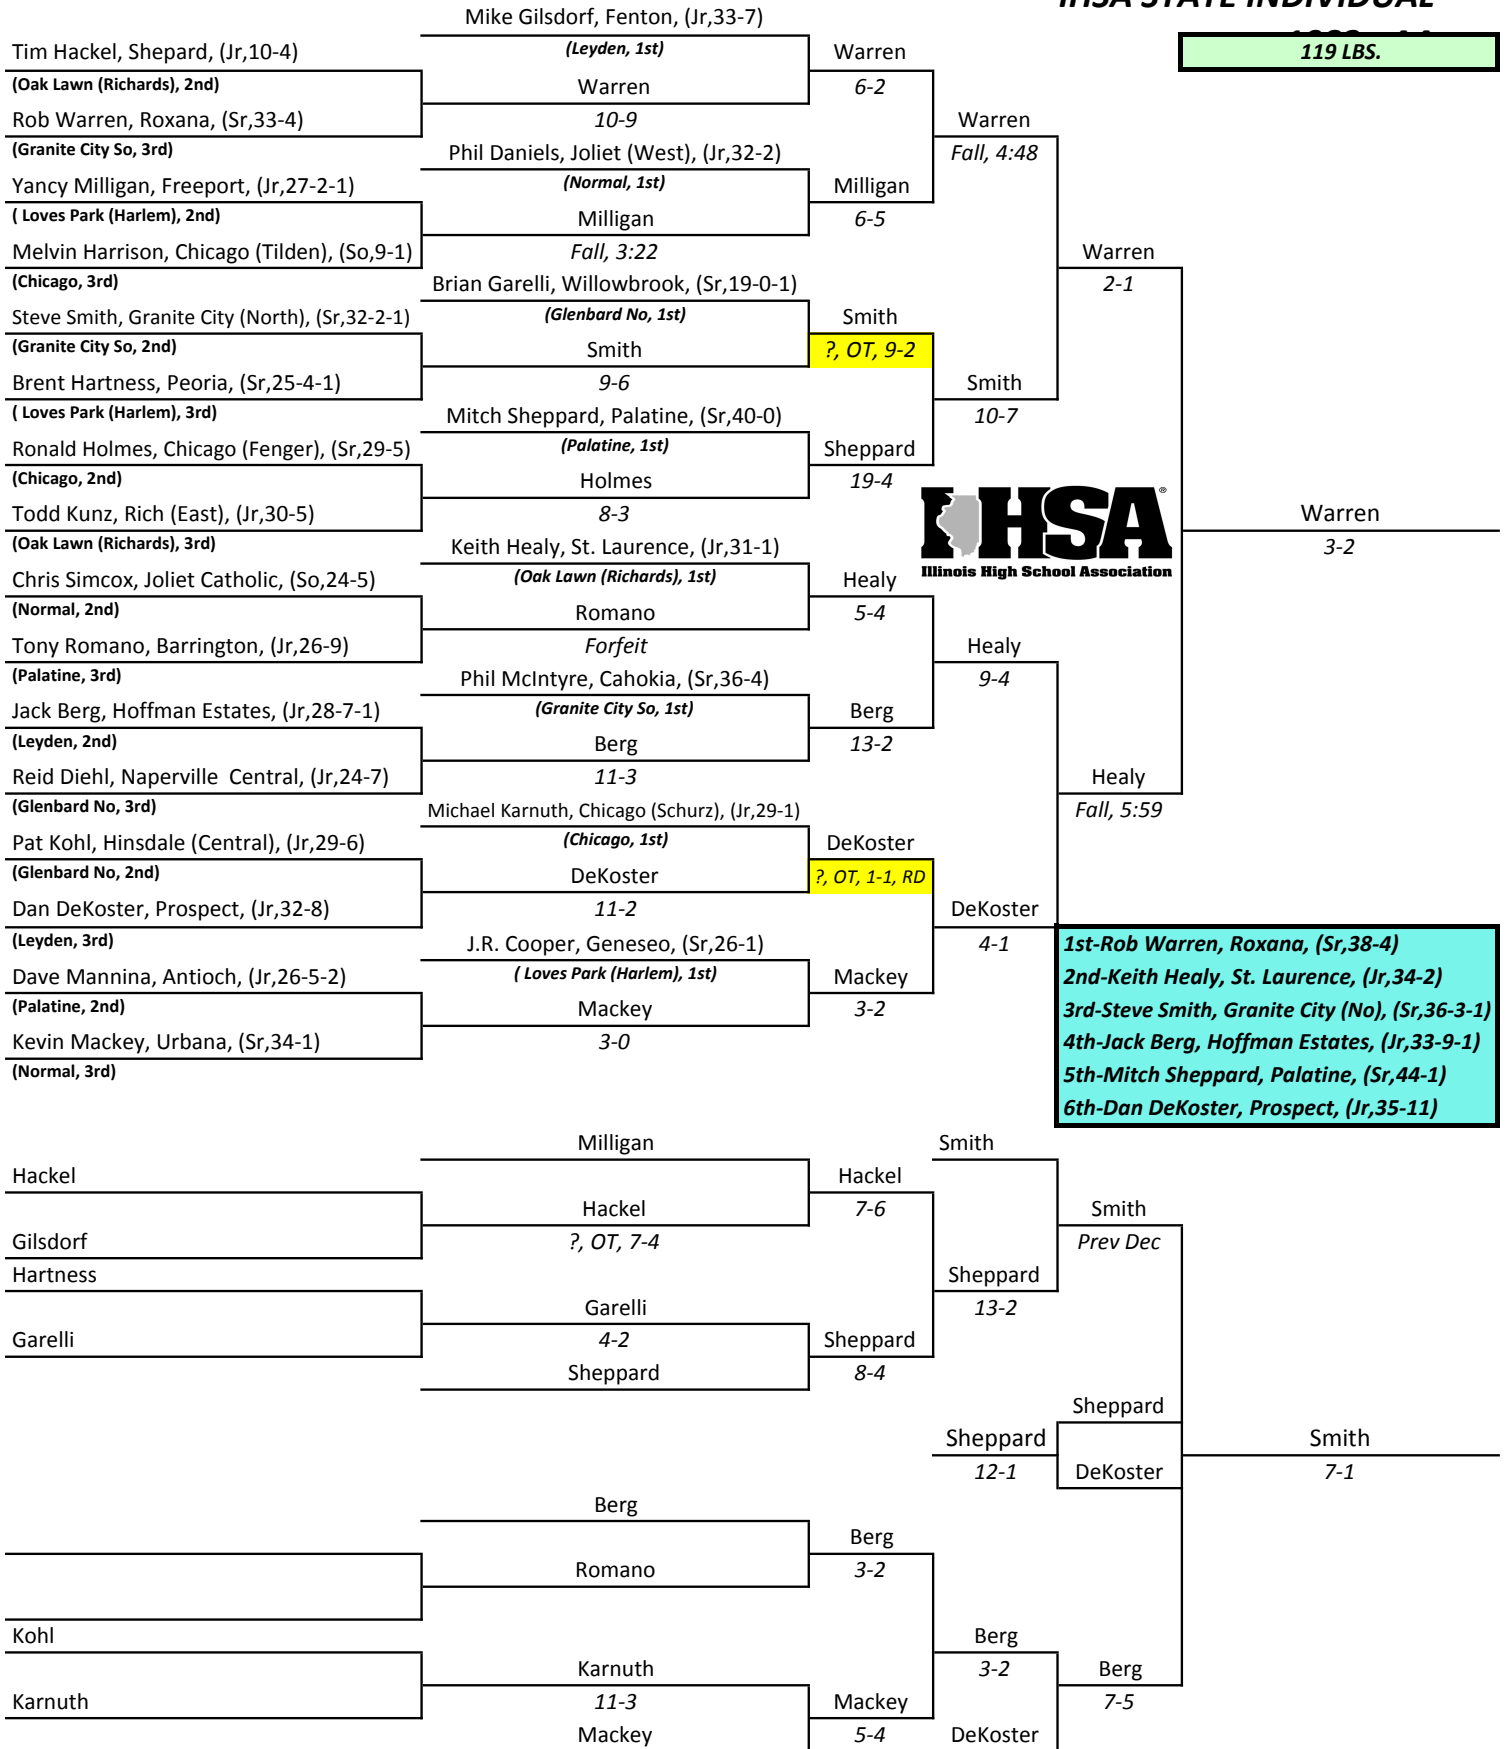 IHSA STATE INDIVIDUAL
119 LBS.
Mike Gilsdorf, Fenton, (Jr,33-7)
Tim Hackel, Shepard, (Jr,10-4)
(Leyden, 1st)
Warren
(Oak Lawn (Richards), 2nd)
Warren
6-2
Rob Warren, Roxana, (Sr,33-4)
10-9
Warren
(Granite City So, 3rd)
Phil Daniels, Joliet (West), (Jr,32-2)
Fall, 4:48
Yancy Milligan, Freeport, (Jr,27-2-1)
(Normal, 1st)
Milligan
( Loves Park (Harlem), 2nd)
Milligan
6-5
Melvin Harrison, Chicago (Tilden), (So,9-1)
Fall, 3:22
Warren
(Chicago, 3rd)
Brian Garelli, Willowbrook, (Sr,19-0-1)
2-1
Steve Smith, Granite City (North), (Sr,32-2-1)
(Glenbard No, 1st)
Smith
(Granite City So, 2nd)
Smith
?, OT, 9-2
Brent Hartness, Peoria, (Sr,25-4-1)
9-6
Smith
( Loves Park (Harlem), 3rd)
Mitch Sheppard, Palatine, (Sr,40-0)
10-7
Ronald Holmes, Chicago (Fenger), (Sr,29-5)
(Palatine, 1st)
Sheppard
(Chicago, 2nd)
Holmes
19-4
IHSA®
Todd Kunz, Rich (East), (Jr,30-5)
8-3
Warren
(Oak Lawn (Richards), 3rd)
Keith Healy, St. Laurence, (Jr,31-1)
3-2
Chris Simcox, Joliet Catholic, (So,24-5)
(Oak Lawn (Richards), 1st)
Healy
Illinois High School Association
(Normal, 2nd)
Romano
5-4
Tony Romano, Barrington, (Jr,26-9)
Forfeit
Healy
(Palatine, 3rd)
Phil McIntyre, Cahokia, (Sr,36-4)
9-4
Jack Berg, Hoffman Estates, (Jr,28-7-1)
(Granite City So, 1st)
Berg
(Leyden, 2nd)
Berg
13-2
Reid Diehl, Naperville  Central, (Jr,24-7)
11-3
Healy
(Glenbard No, 3rd)
Michael Karnuth, Chicago (Schurz), (Jr,29-1)
Fall, 5:59
Pat Kohl, Hinsdale (Central), (Jr,29-6)
(Chicago, 1st)
DeKoster
(Glenbard No, 2nd)
DeKoster
?, OT, 1-1, RD
Dan DeKoster, Prospect, (Jr,32-8)
11-2
DeKoster
(Leyden, 3rd)
J.R. Cooper, Geneseo, (Sr,26-1)
4-1
1st-Rob Warren, Roxana, (Sr,38-4)
Dave Mannina, Antioch, (Jr,26-5-2)
( Loves Park (Harlem), 1st)
Mackey
2nd-Keith Healy, St. Laurence, (Jr,34-2)
(Palatine, 2nd)
Mackey
3-2
3rd-Steve Smith, Granite City (No), (Sr,36-3-1)
Kevin Mackey, Urbana, (Sr,34-1)
3-0
4th-Jack Berg, Hoffman Estates, (Jr,33-9-1)
(Normal, 3rd)
5th-Mitch Sheppard, Palatine, (Sr,44-1)
6th-Dan DeKoster, Prospect, (Jr,35-11)
Milligan
Smith
Hackel
Hackel
Hackel
7-6
Smith
Gilsdorf
?, OT, 7-4
Prev Dec
Hartness
Sheppard
Garelli
13-2
Garelli
4-2
Sheppard
Sheppard
8-4
Sheppard
Sheppard
Smith
12-1
DeKoster
7-1
Berg
Berg
Romano
3-2
Kohl
Berg
Karnuth
3-2
Berg
Karnuth
11-3
Mackey
7-5
Mackey
5-4
DeKoster